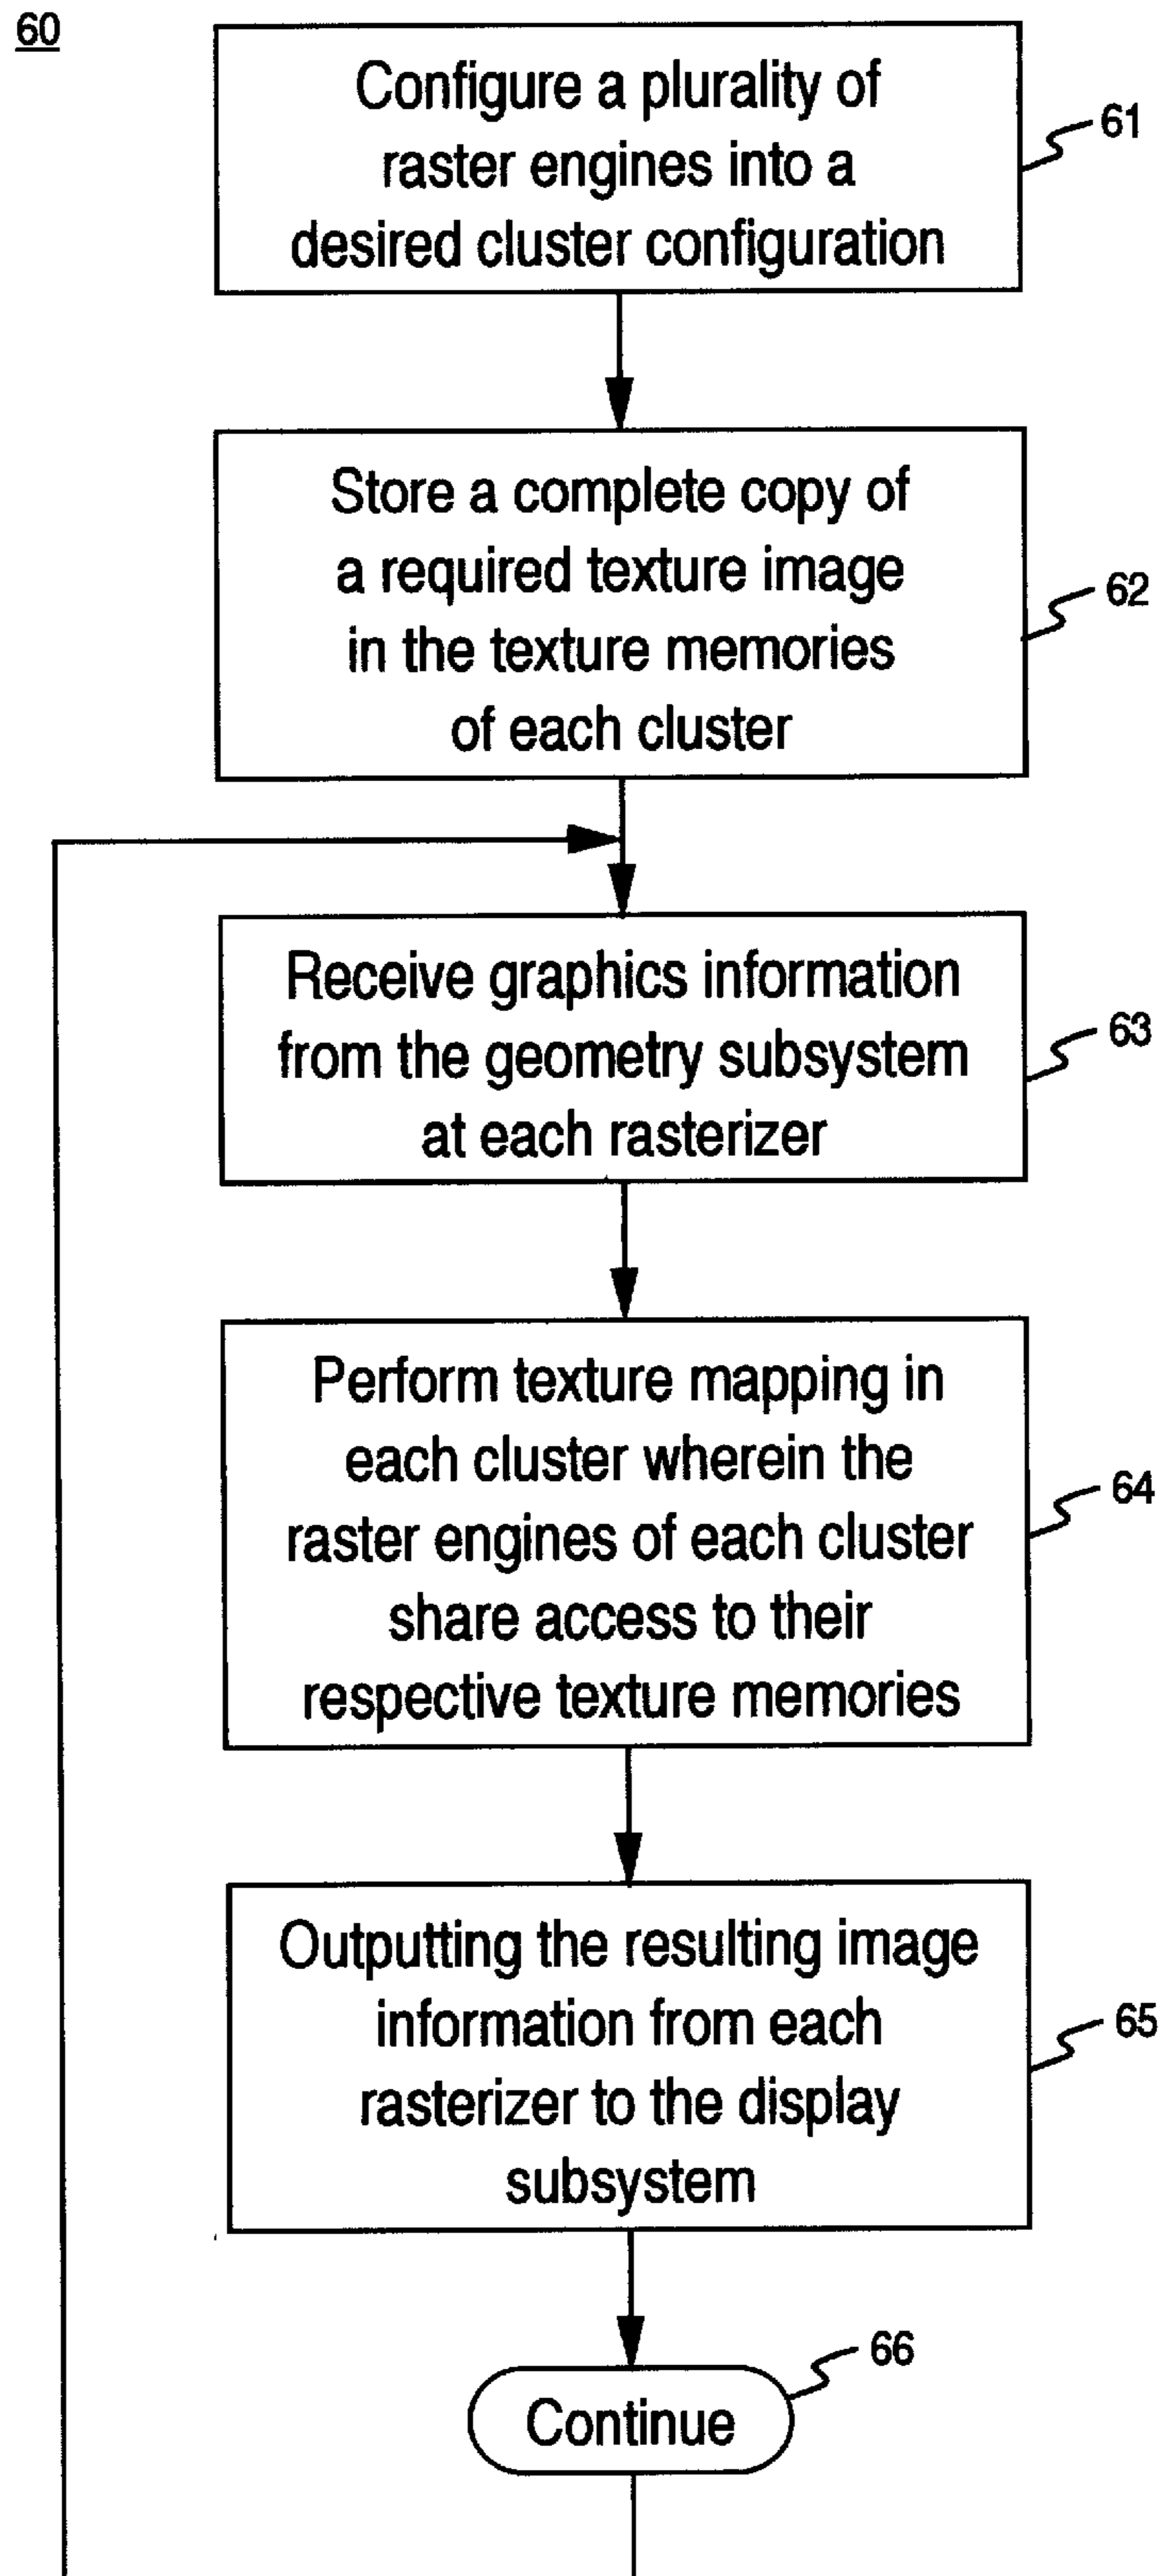 60
Configure a plurality of
raster engines into a
desired cluster configuration
61
Store a complete copy of
a required texture image
in the texture memories
of each cluster
62
Receive graphics information
from the geometry subsystem
at each rasterizer
63
Perform texture mapping in
each cluster wherein the
raster engines of each cluster
share access to their
respective texture memories
64
Outputting the resulting image
information from each
rasterizer to the display
subsystem
65
Continue
66